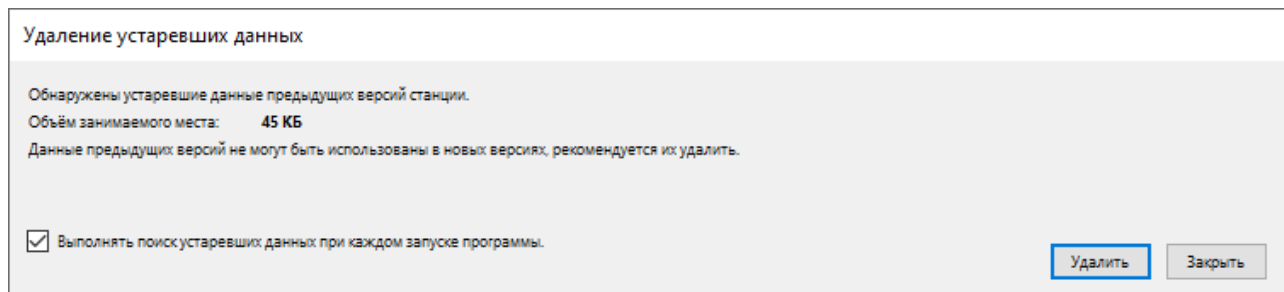 Удаление устаревших данных
Обнаружены устаревшие данные предыдущих версий станции.
Объём занимаемого места: 45 КБ
Данные предыдущих версий не могут быть использованы в новых версиях, рекомендуется их удалить.
Выполнять поиск устаревших данных при каждом запуске программы.
Удалить Закрыть